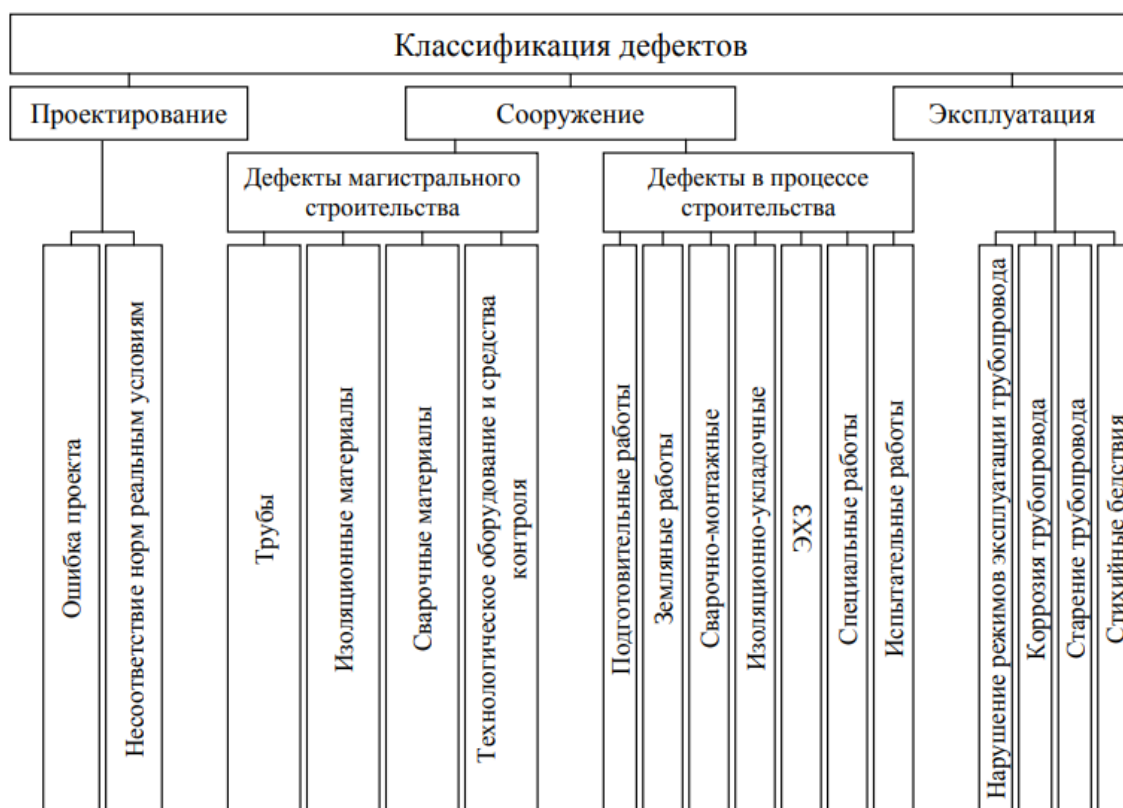 Классификация дефектов
Проектирование
Сооружение
Эксплуатация
Дефекты магистрального
строительства
Дефекты в процессе
строительства
Ошибка проекта
Несоответствие норм реальным условиям
Трубы
Изоляционные материалы
Сварочные материалы
Технологическое оборудование и средства
контроля
Подготовительные работы
Земляные работы
Сварочно-монтажные
Изоляционно-укладочные
ЭХЗ
Специальные работы
Испытательные работы
Нарушение режимов эксплуатации трубопровода
Коррозия трубопровода
Старение трубопровода
Стихийные бедствия